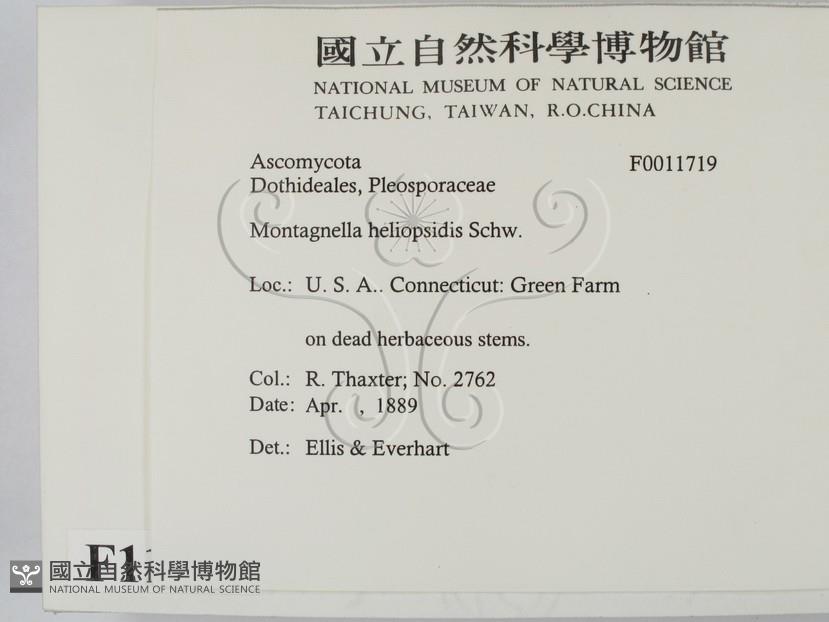 國立自然科學博物館
NATIONAL MUSEUM OF NATURAL SCIENCE
TAICHUNG, TAIWAN, R.O.CHINA
Ascomycota F0011719
Dothideales, Pleosporaceae
Montagnella heliopsidis Schw.
Loc.: U. S. A.. Connecticut: Green Farm
on dead herbaceous stems.
Col.: R. Thaxter; No. 2762
Date: Apr. , 1889
Det.: Ellis & Everhart
F1
國立自然科學博物館
NATIONAL MUSEUM OF NATURAL SCIENCE